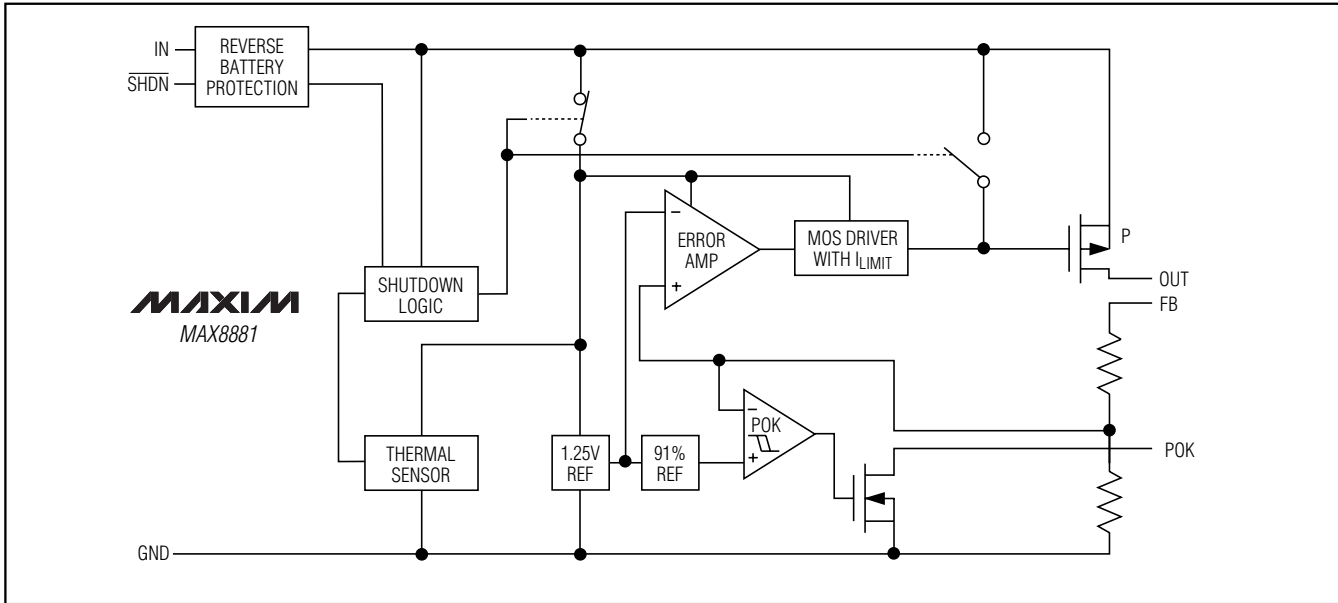 IN
SHDN
REVERSE
BATTERY
PROTECTION
P
−
ERROR
AMP
+
MOS DRIVER
WITH ILIMIT
OUT
FB
SHUTDOWN
LOGIC
MAXIM
MAX8881
−
POK
+
THERMAL
SENSOR
1.25V
REF
91%
REF
POK
GND